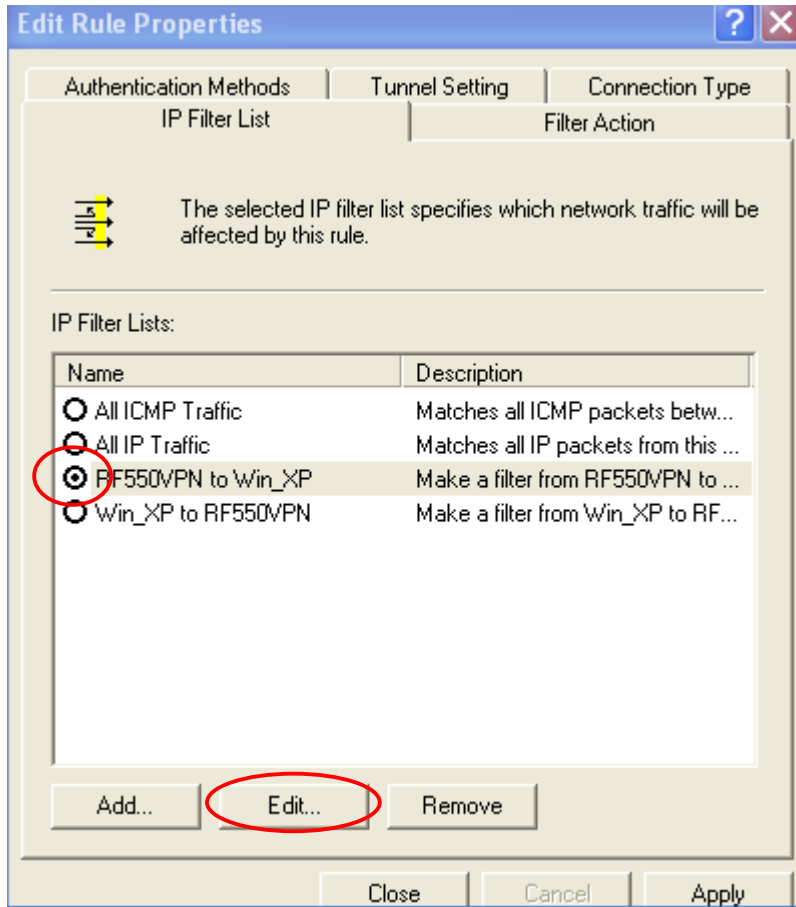 Edit Rule Properties
Authentication Methods Tunnel Setting Connection Type
IP Filter List Filter Action
The selected IP filter list specifies which network traffic will be
affected by this rule.
IP Filter Lists:
Name Description
All ICMP Traffic Matches all ICMP packets betw...
All IP Traffic Matches all IP packets from this ...
RF550VPN to Win_XP Make a filter from RF550VPN to ...
Win_XP to RF550VPN Make a filter from Win_XP to RF...
Add... Edit... Remove
Close Cancel Apply